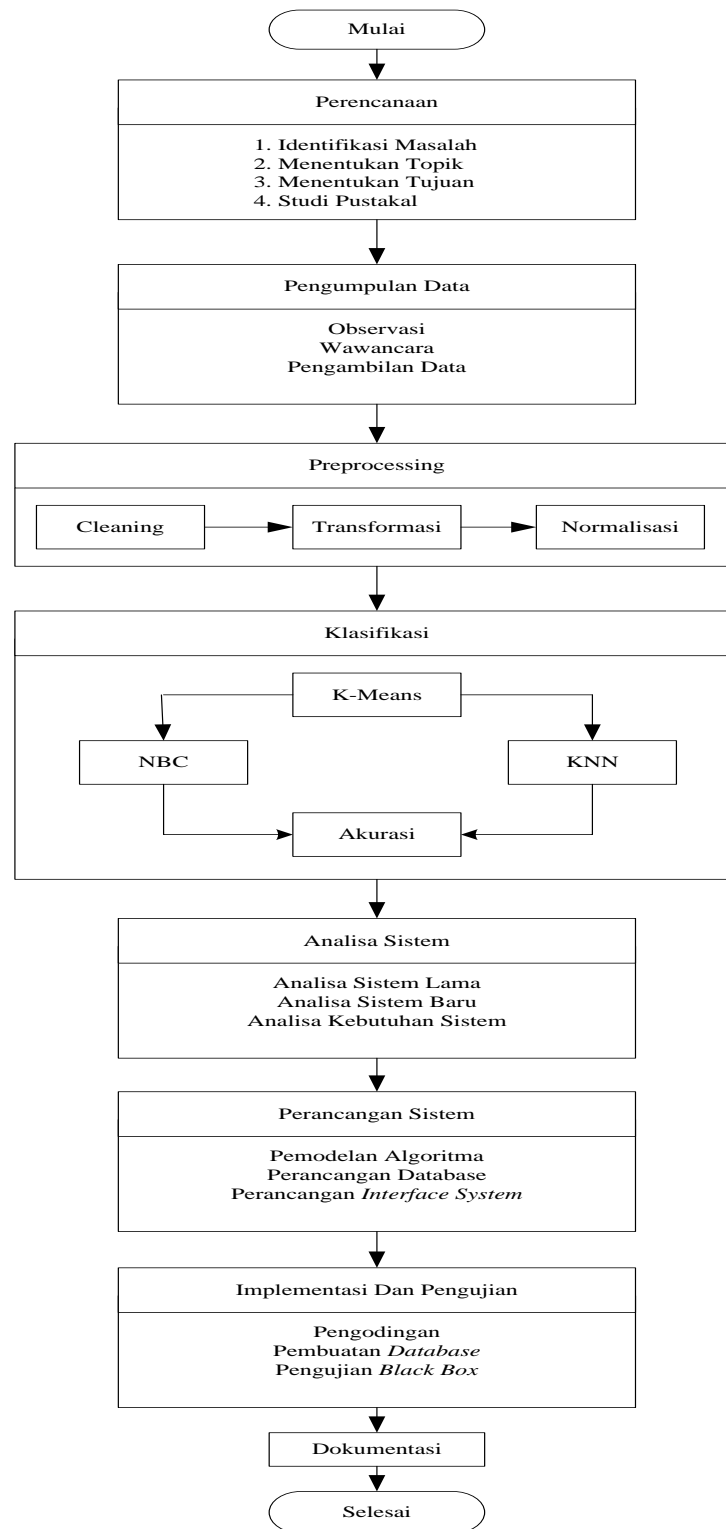 Mulai
Perencanaan
1. Identifikasi Masalah
2. Menentukan Topik
3. Menentukan Tujuan
4. Studi Pustakal
Pengumpulan Data
Observasi
Wawancara
Pengambilan Data
Preprocessing
Cleaning
Transformasi
Normalisasi
Klasifikasi
K-Means
NBC
KNN
Akurasi
Analisa Sistem
Analisa Sistem Lama
Analisa Sistem Baru
Analisa Kebutuhan Sistem
Perancangan Sistem
Pemodelan Algoritma
Perancangan Database
Perancangan Interface System
Implementasi Dan Pengujian
Pengodingan
Pembuatan Database
Pengujian Black Box
Dokumentasi
Selesai